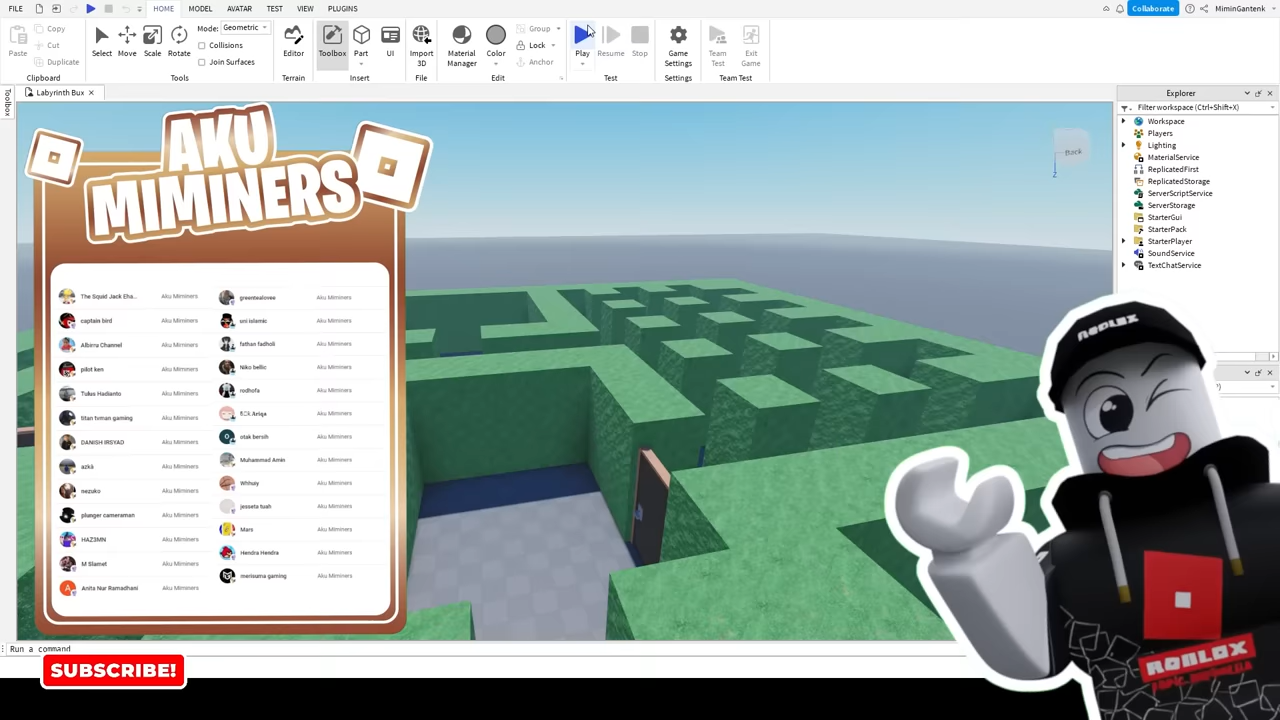 FILE HOME MODEL AVATAR TEST VIEW PLUGINS Collaborate MiminGantenk
Paste Copy Cut Duplicate Clipboard
Select Move Scale Rotate Mode: Geometric Collisions Join Surfaces Tools
Editor Terrain
Toolbox Part UI Insert
Import 3D File
Material Manager Color Group Lock Anchor Edit
Play Resume Stop Test
Game Settings Settings
Team Test Exit Game Team Test
Toolbox
Labyrinth Bux
Explorer
Filter workspace (Ctrl+Shift+X)
Workspace
Players
Lighting
MaterialService
ReplicatedFirst
ReplicatedStorage
ServerScriptService
ServerStorage
StarterGui
StarterPack
StarterPlayer
SoundService
TextChatService
Back
Z
AKU
MIMINERS
The Squid Jack Eha... Aku Miminers
captain bird Aku Miminers
Albirru Channel Aku Miminers
pilot ken Aku Miminers
Tulus Hadianto Aku Miminers
titan tvman gaming Aku Miminers
DANISH IRSYAD Aku Miminers
azkà Aku Miminers
nezuko Aku Miminers
plunger cameraman Aku Miminers
HAZ3MN Aku Miminers
M Slamet Aku Miminers
A Anita Nur Ramadhani Aku Miminers
greentealovee Aku Miminers
uni islamic Aku Miminers
fathan fadholi Aku Miminers
Niko bellic Aku Miminers
rodhofa Aku Miminers
Ariqa Aku Miminers
otak bersih Aku Miminers
Muhammad Amin Aku Miminers
Whhuiy Aku Miminers
jesseta tuah Aku Miminers
Mars Aku Miminers
Hendra Hendra Aku Miminers
merisuma gaming Aku Miminers
ROBLOX
ROBLOX
Run a command
SUBSCRIBE!